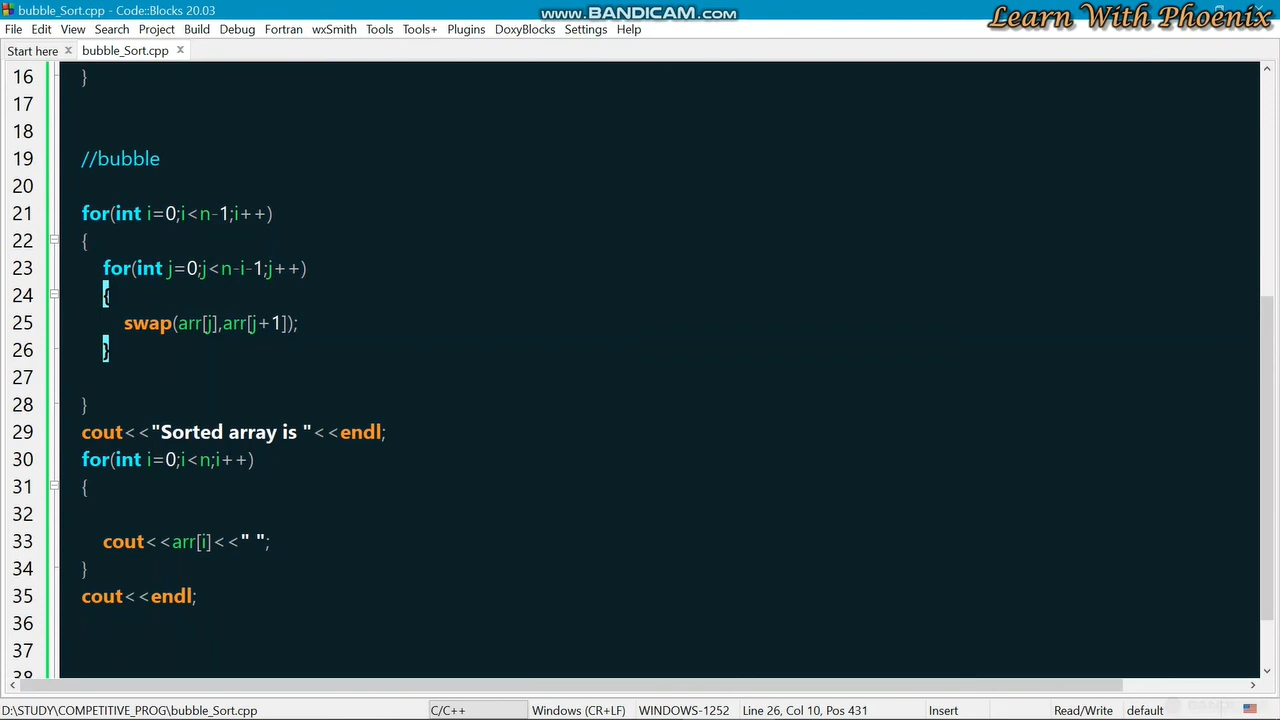 bubble_Sort.cpp - Code::Blocks 20.03
www.BANDICAM.com
Learn With Phoenix
File Edit View Search Project Build Debug Fortran wxSmith Tools Tools+ Plugins DoxyBlocks Settings Help
Start here bubble_Sort.cpp
16 }
17
18
19 //bubble
20
21 for(int i=0;i<n-1;i++)
22 {
23 for(int j=0;j<n-i-1;j++)
24 {
25 swap(arr[j],arr[j+1]);
26 }
27
28 }
29 cout<<"Sorted array is "<<endl;
30 for(int i=0;i<n;i++)
31 {
32
33 cout<<arr[i]<<" ";
34 }
35 cout<<endl;
36
37
38
D:\STUDY\COMPETITIVE_PROG\bubble_Sort.cpp C/C++ Windows (CR+LF) WINDOWS-1252 Line 26, Col 10, Pos 431 Insert Read/Write default